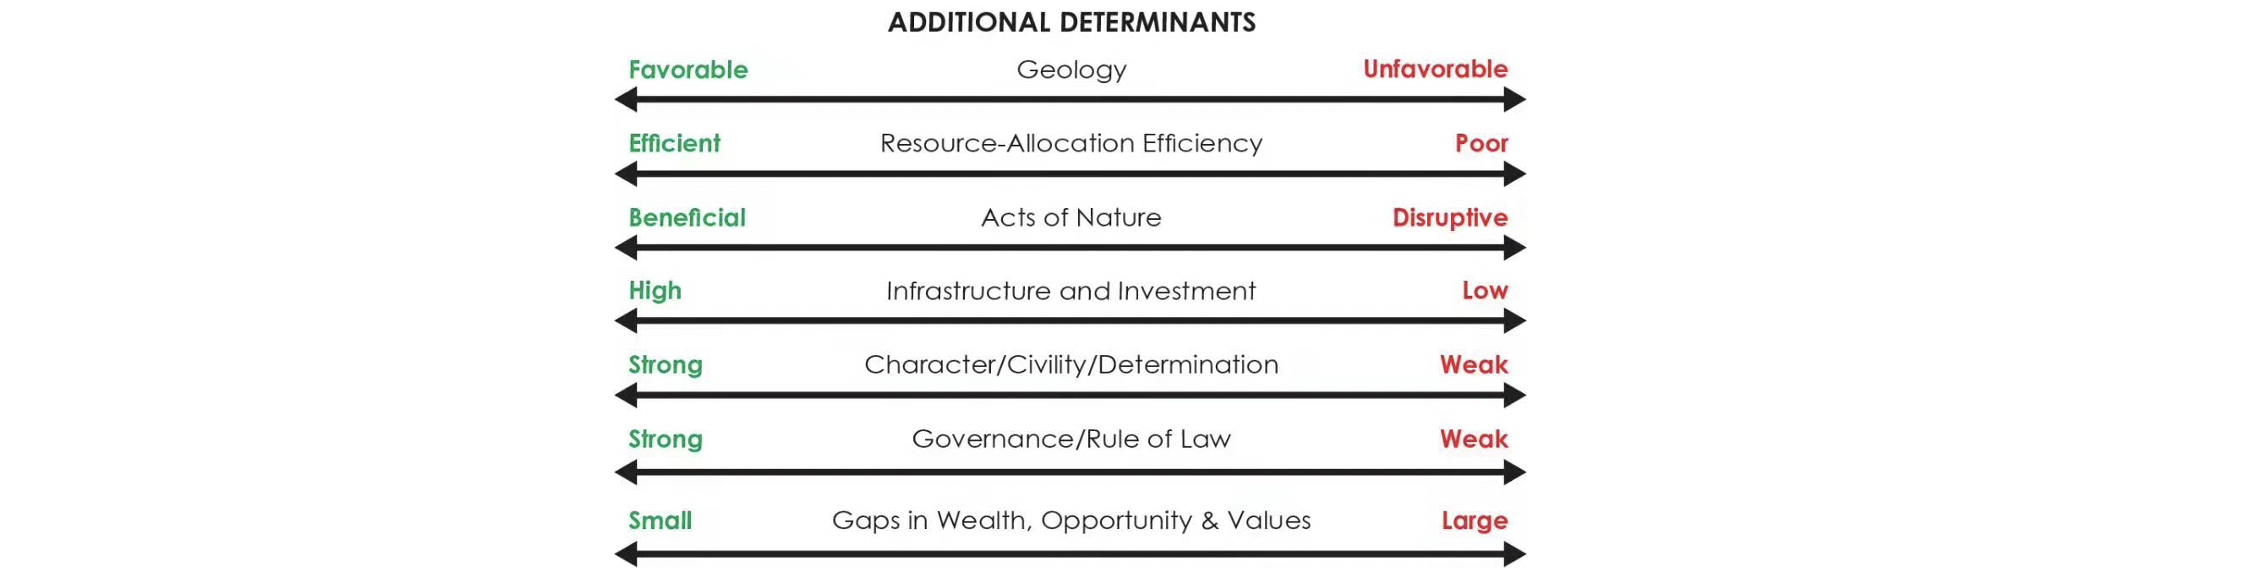 ADDITIONAL DETERMINANTS
Favorable Geology Unfavorable
Efficient Resource-Allocation Efficiency Poor
Beneficial Acts of Nature Disruptive
High Infrastructure and Investment Low
Strong Character/Civility/Determination Weak
Strong Governance/Rule of Law Weak
Small Gaps in Wealth, Opportunity & Values Large